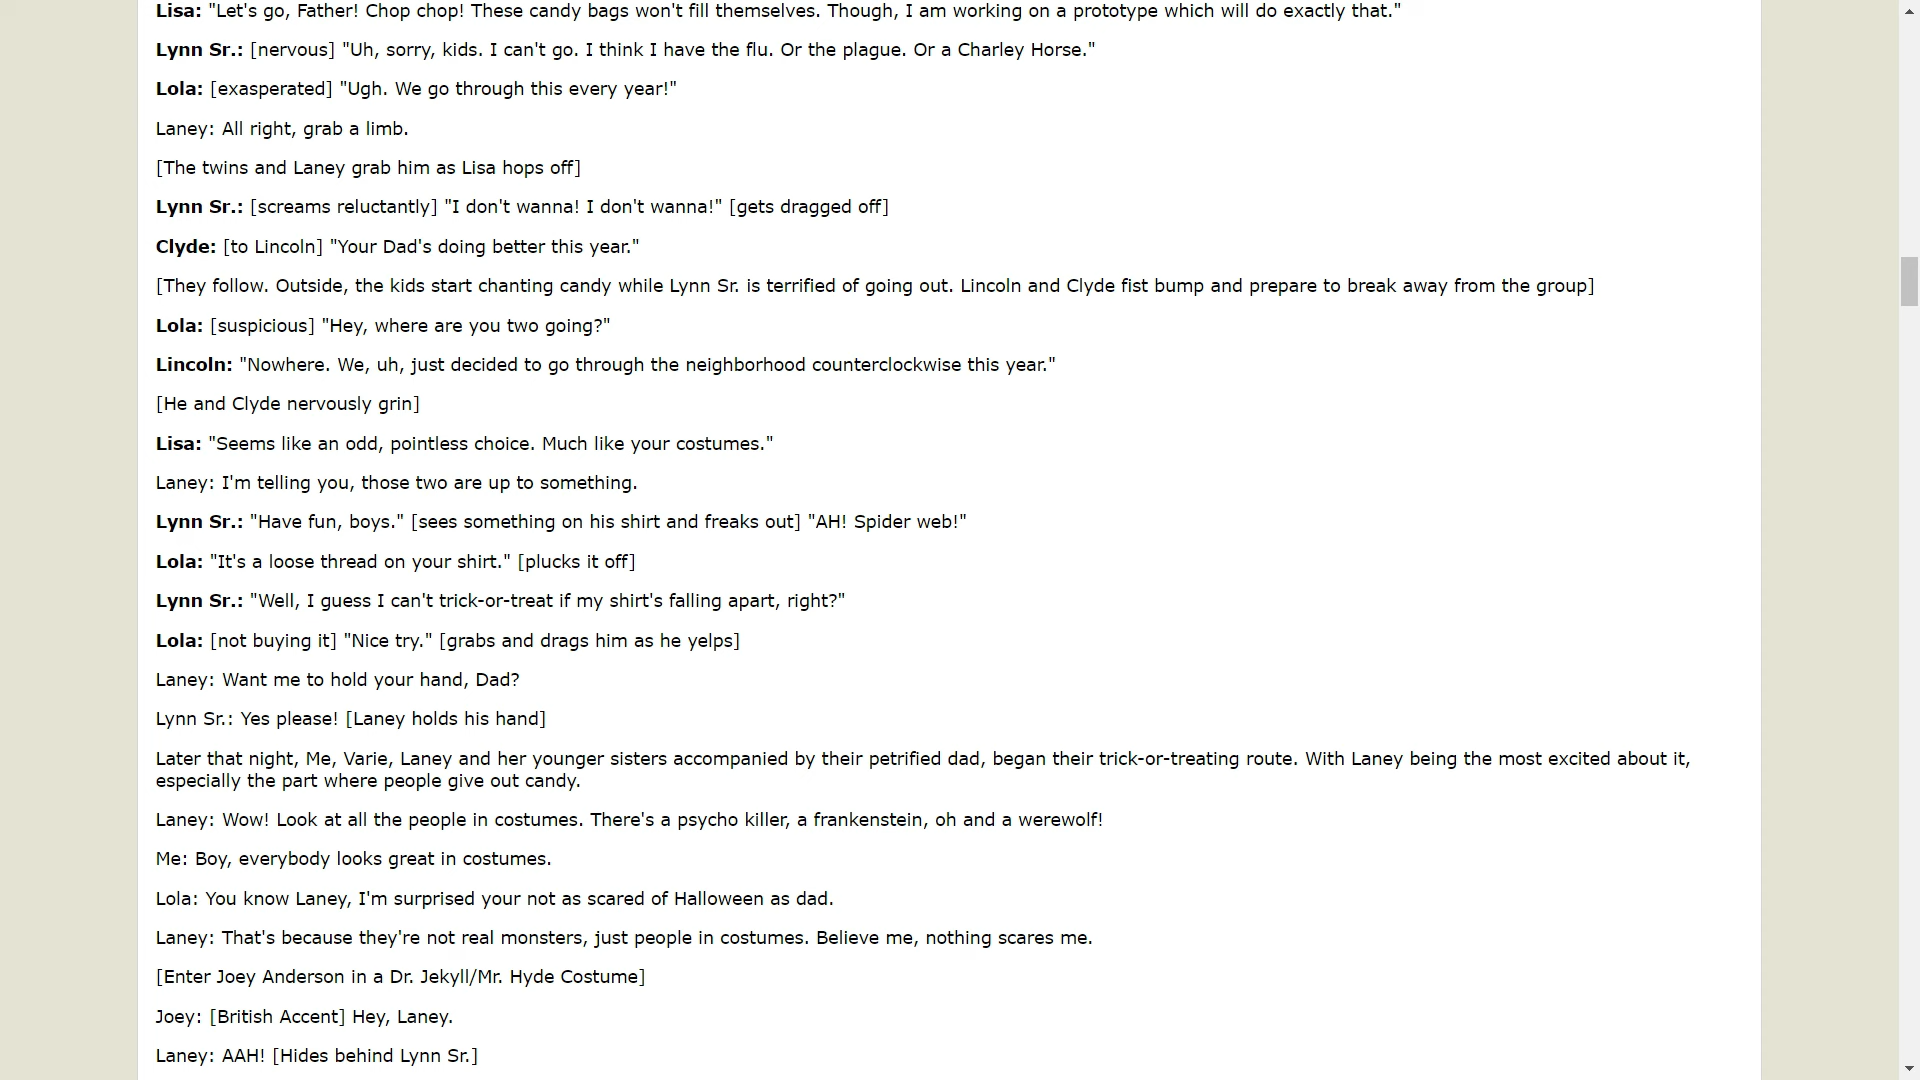 Lisa: "Let's go, Father! Chop chop! These candy bags won't fill themselves. Though, I am working on a prototype which will do exactly that."
Lynn Sr.: [nervous] "Uh, sorry, kids. I can't go. I think I have the flu. Or the plague. Or a Charley Horse."
Lola: [exasperated] "Ugh. We go through this every year!"
Laney: All right, grab a limb.
[The twins and Laney grab him as Lisa hops off]
Lynn Sr.: [screams reluctantly] "I don't wanna! I don't wanna!" [gets dragged off]
Clyde: [to Lincoln] "Your Dad's doing better this year."
[They follow. Outside, the kids start chanting candy while Lynn Sr. is terrified of going out. Lincoln and Clyde fist bump and prepare to break away from the group]
Lola: [suspicious] "Hey, where are you two going?"
Lincoln: "Nowhere. We, uh, just decided to go through the neighborhood counterclockwise this year."
[He and Clyde nervously grin]
Lisa: "Seems like an odd, pointless choice. Much like your costumes."
Laney: I'm telling you, those two are up to something.
Lynn Sr.: "Have fun, boys." [sees something on his shirt and freaks out] "AH! Spider web!"
Lola: "It's a loose thread on your shirt." [plucks it off]
Lynn Sr.: "Well, I guess I can't trick-or-treat if my shirt's falling apart, right?"
Lola: [not buying it] "Nice try." [grabs and drags him as he yelps]
Laney: Want me to hold your hand, Dad?
Lynn Sr.: Yes please! [Laney holds his hand]
Later that night, Me, Varie, Laney and her younger sisters accompanied by their petrified dad, began their trick-or-treating route. With Laney being the most excited about it,
especially the part where people give out candy.
Laney: Wow! Look at all the people in costumes. There's a psycho killer, a frankenstein, oh and a werewolf!
Me: Boy, everybody looks great in costumes.
Lola: You know Laney, I'm surprised your not as scared of Halloween as dad.
Laney: That's because they're not real monsters, just people in costumes. Believe me, nothing scares me.
[Enter Joey Anderson in a Dr. Jekyll/Mr. Hyde Costume]
Joey: [British Accent] Hey, Laney.
Laney: AAH! [Hides behind Lynn Sr.]